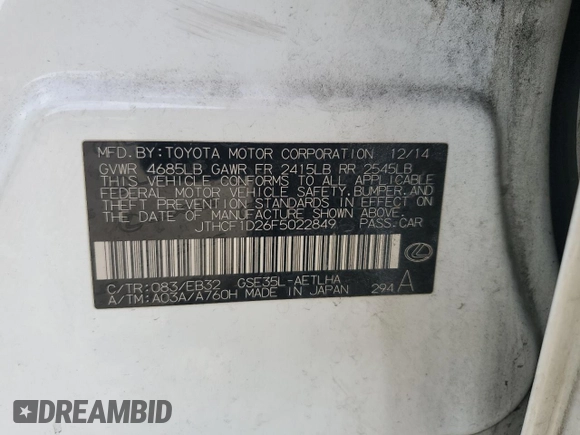 MFD.BY:TOYOTA MOTOR CORPORATION 12/14
GVWR 4685LB GAWR FR 2415LB RR 2545LB
THIS VEHICLE CONFORMS TO ALL APPLICABLE
FEDERAL MOTOR VEHICLE SAFETY,BUMPER,AND
THEFT PREVENTION STANDARDS IN EFFECT ON
THE DATE OF MANUFACTURE SHOWN ABOVE.
JTHCF1D26F5022849 PASS.CAR
C/TR:083/EB32 GSE35L-AETLHA
A/TM:A03A/A760H MADE IN JAPAN 294 A
DREAMBID